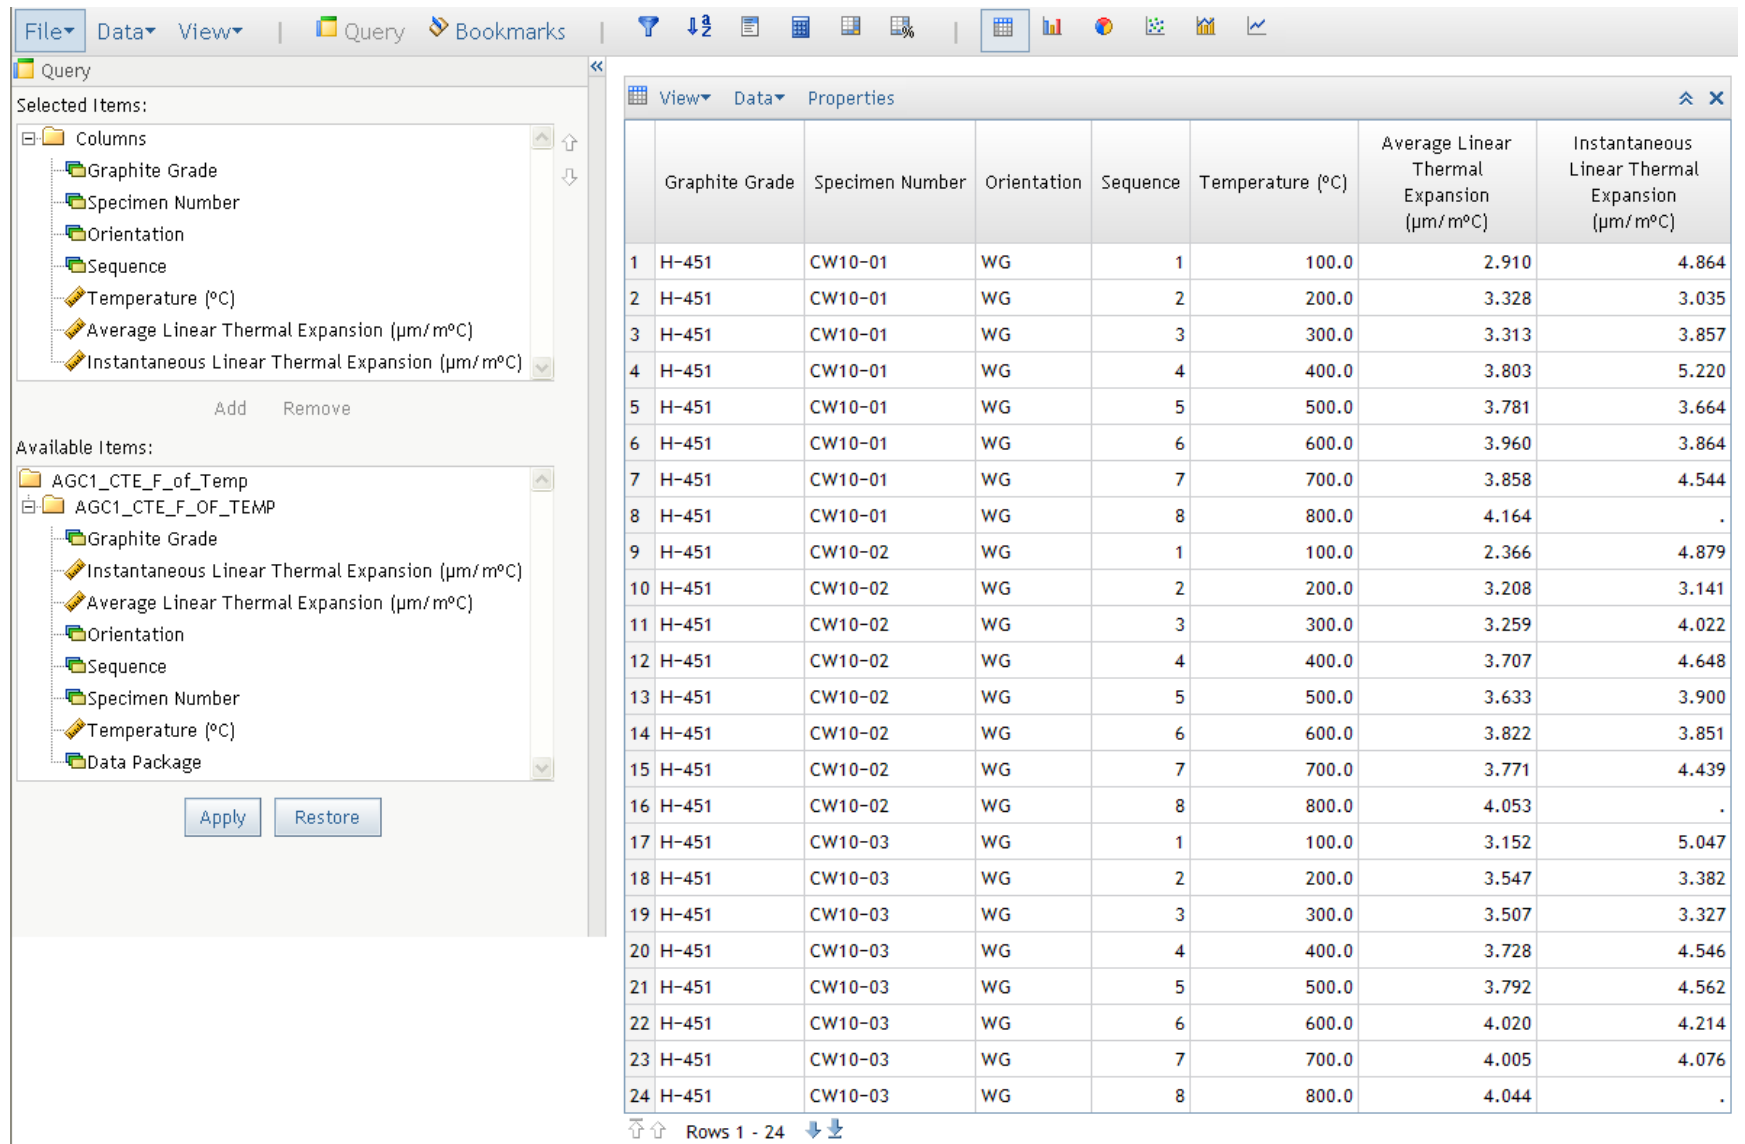 File Data View | Query Bookmarks |
Query
Selected Items:
Columns
Graphite Grade
Specimen Number
Orientation
Sequence
Temperature (ºC)
Average Linear Thermal Expansion (µm/mºC)
Instantaneous Linear Thermal Expansion (µm/mºC)
Add Remove
Available Items:
AGC1_CTE_F_of_Temp
AGC1_CTE_F_OF_TEMP
Graphite Grade
Instantaneous Linear Thermal Expansion (µm/mºC)
Average Linear Thermal Expansion (µm/mºC)
Orientation
Sequence
Specimen Number
Temperature (ºC)
Data Package
Apply Restore
View Data Properties
Graphite Grade Specimen Number Orientation Sequence Temperature (ºC) Average Linear Thermal Expansion (µm/mºC) Instantaneous Linear Thermal Expansion (µm/mºC)
1 H-451 CW10-01 WG 1 100.0 2.910 4.864
2 H-451 CW10-01 WG 2 200.0 3.328 3.035
3 H-451 CW10-01 WG 3 300.0 3.313 3.857
4 H-451 CW10-01 WG 4 400.0 3.803 5.220
5 H-451 CW10-01 WG 5 500.0 3.781 3.664
6 H-451 CW10-01 WG 6 600.0 3.960 3.864
7 H-451 CW10-01 WG 7 700.0 3.858 4.544
8 H-451 CW10-01 WG 8 800.0 4.164 .
9 H-451 CW10-02 WG 1 100.0 2.366 4.879
10 H-451 CW10-02 WG 2 200.0 3.208 3.141
11 H-451 CW10-02 WG 3 300.0 3.259 4.022
12 H-451 CW10-02 WG 4 400.0 3.707 4.648
13 H-451 CW10-02 WG 5 500.0 3.633 3.900
14 H-451 CW10-02 WG 6 600.0 3.822 3.851
15 H-451 CW10-02 WG 7 700.0 3.771 4.439
16 H-451 CW10-02 WG 8 800.0 4.053 .
17 H-451 CW10-03 WG 1 100.0 3.152 5.047
18 H-451 CW10-03 WG 2 200.0 3.547 3.382
19 H-451 CW10-03 WG 3 300.0 3.507 3.327
20 H-451 CW10-03 WG 4 400.0 3.728 4.546
21 H-451 CW10-03 WG 5 500.0 3.792 4.562
22 H-451 CW10-03 WG 6 600.0 4.020 4.214
23 H-451 CW10-03 WG 7 700.0 4.005 4.076
24 H-451 CW10-03 WG 8 800.0 4.044 .
Rows 1 - 24